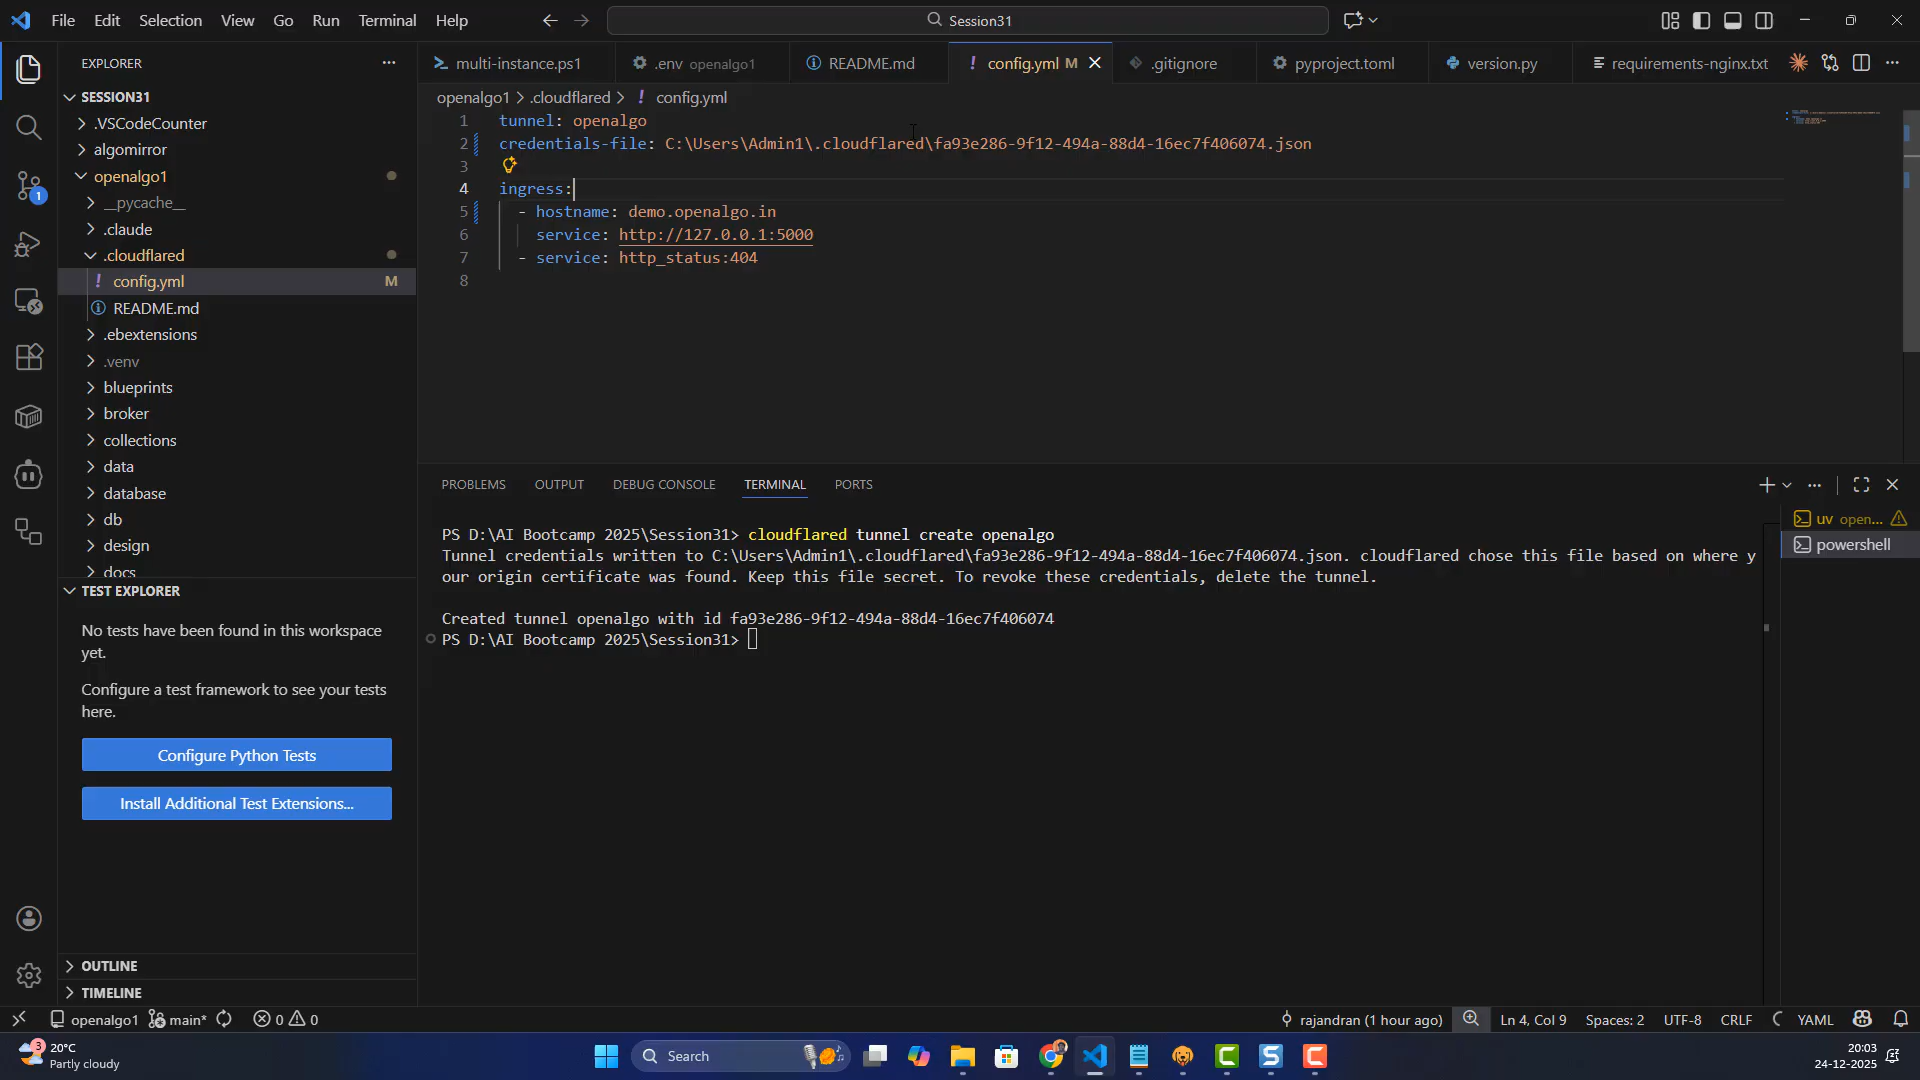 File Edit Selection View Go Run Terminal Help
Session31
EXPLORER
multi-instance.ps1
.env openalgo1
README.md
config.yml M
.gitignore
pyproject.toml
version.py
requirements-nginx.txt
SESSION31
.VSCodeCounter
algomirror
openalgo1
__pycache__
.claude
.cloudflared
config.yml M
README.md
.ebextensions
.venv
blueprints
broker
collections
data
database
db
design
docs
openalgo1 > .cloudflared > ! config.yml
1 tunnel: openalgo
2 credentials-file: C:\Users\Admin1\.cloudflared\fa93e286-9f12-494a-88d4-16ec7f406074.json
3
4 ingress:
5 - hostname: demo.openalgo.in
6 service: http://127.0.0.1:5000
7 - service: http_status:404
8
PROBLEMS OUTPUT DEBUG CONSOLE TERMINAL PORTS
PS D:\AI Bootcamp 2025\Session31> cloudflared tunnel create openalgo
Tunnel credentials written to C:\Users\Admin1\.cloudflared\fa93e286-9f12-494a-88d4-16ec7f406074.json. cloudflared chose this file based on where y
our origin certificate was found. Keep this file secret. To revoke these credentials, delete the tunnel.
Created tunnel openalgo with id fa93e286-9f12-494a-88d4-16ec7f406074
PS D:\AI Bootcamp 2025\Session31>
uv open...
powershell
TEST EXPLORER
No tests have been found in this workspace
yet.
Configure a test framework to see your tests
here.
Configure Python Tests
Install Additional Test Extensions...
OUTLINE
TIMELINE
1
openalgo1 main* 0 0
rajandran (1 hour ago) Ln 4, Col 9 Spaces: 2 UTF-8 CRLF YAML
3
20°C
Partly cloudy
Search
20:03
24-12-2025